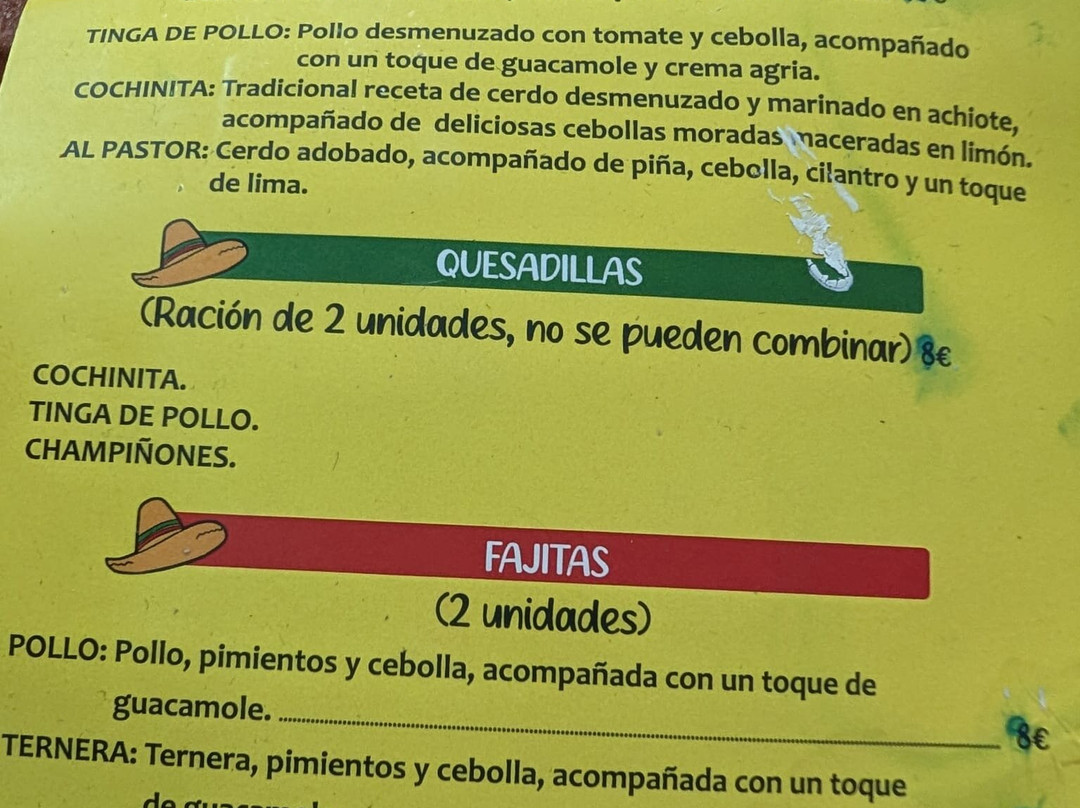 TINGA DE POLLO: Pollo desmenuzado con tomate y cebolla, acompañado
con un toque de guacamole y crema agria.
COCHINITA: Tradicional receta de cerdo desmenuzado y marinado en achiote,
acompañado de deliciosas cebollas moradas maceradas en limón.
AL PASTOR: Cerdo adobado, acompañado de piña, cebolla, cilantro y un toque
de lima.
QUESADILLAS
(Ración de 2 unidades, no se pueden combinar) 8€
COCHINITA.
TINGA DE POLLO.
CHAMPIÑONES.
FAJITAS
(2 unidades)
POLLO: Pollo, pimientos y cebolla, acompañada con un toque de
guacamole. 8€
TERNERA: Ternera, pimientos y cebolla, acompañada con un toque
de